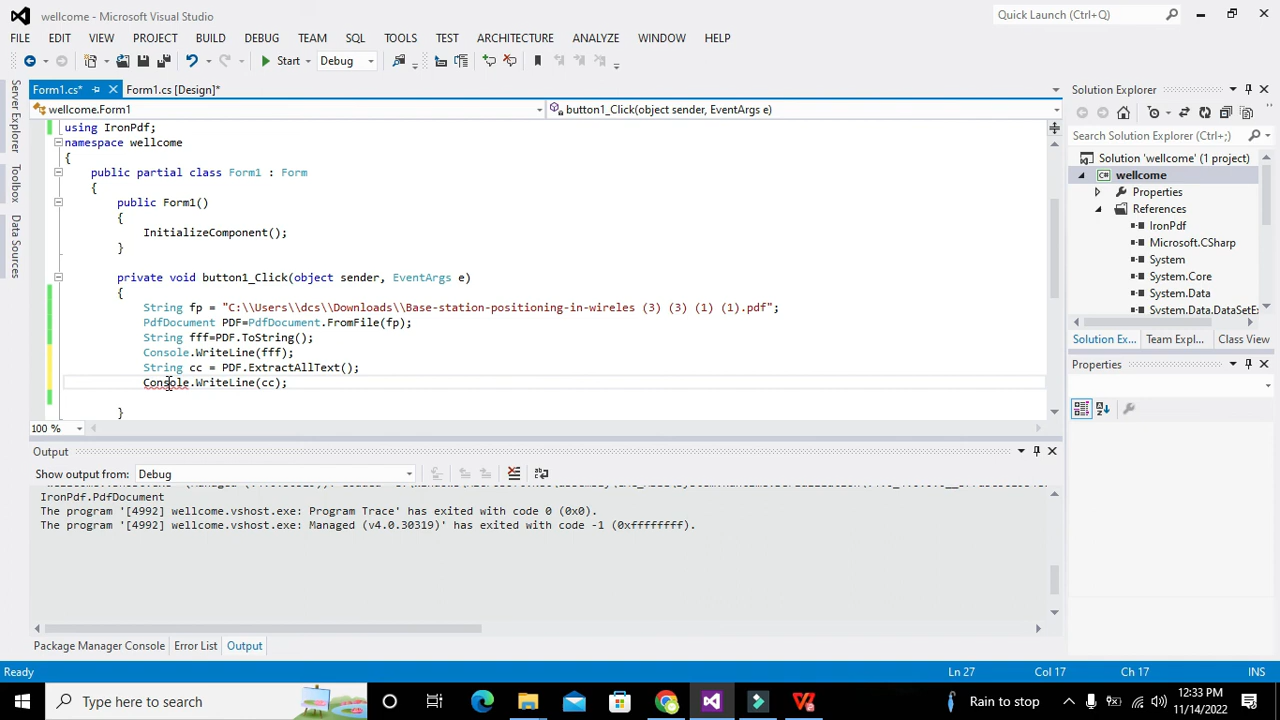 wellcome - Microsoft Visual Studio
Quick Launch (Ctrl+Q)
FILE EDIT VIEW PROJECT BUILD DEBUG TEAM SQL TOOLS TEST ARCHITECTURE ANALYZE WINDOW HELP
Start Debug
Form1.cs* Form1.cs [Design]*
wellcome.Form1 button1_Click(object sender, EventArgs e)
using IronPdf;
namespace wellcome
{
public partial class Form1 : Form
{
public Form1()
{
InitializeComponent();
}
private void button1_Click(object sender, EventArgs e)
{
String fp = "C:\\Users\\dcs\\Downloads\\Base-station-positioning-in-wireles (3) (3) (1) (1).pdf";
PdfDocument PDF=PdfDocument.FromFile(fp);
String fff=PDF.ToString();
Console.WriteLine(fff);
String cc = PDF.ExtractAllText();
Console.WriteLine(cc);
}
100 %
Server Explorer
Toolbox
Data Sources
Output
Show output from: Debug
IronPdf.PdfDocument
The program '[4992] wellcome.vshost.exe: Program Trace' has exited with code 0 (0x0).
The program '[4992] wellcome.vshost.exe: Managed (v4.0.30319)' has exited with code -1 (0xffffffff).
Package Manager Console Error List Output
Solution Explorer
Search Solution Explorer (Ctrl+;)
Solution 'wellcome' (1 project)
wellcome
Properties
References
IronPdf
Microsoft.CSharp
System
System.Core
System.Data
System.Data.DataSetE
Solution Ex... Team Expl... Class View
Properties
Ready Ln 27 Col 17 Ch 17 INS
Type here to search
Rain to stop
12:33 PM
11/14/2022